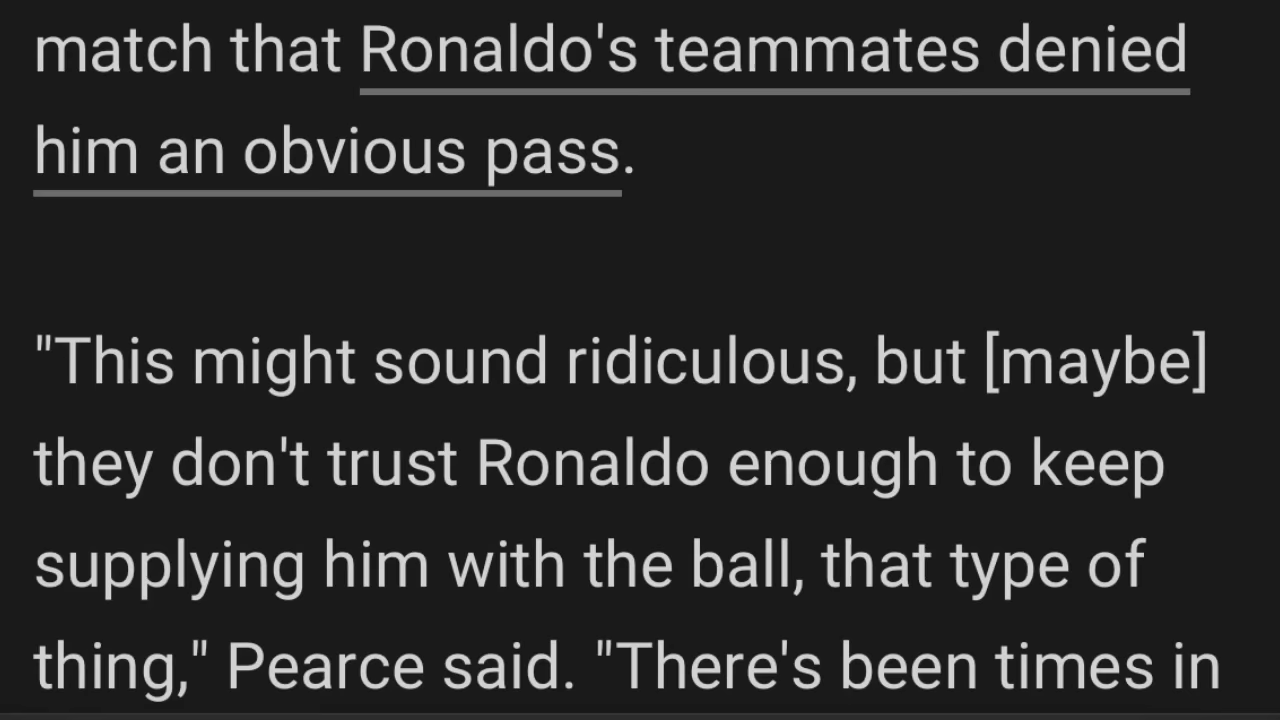 match that Ronaldo's teammates denied
him an obvious pass.
"This might sound ridiculous, but [maybe]
they don't trust Ronaldo enough to keep
supplying him with the ball, that type of
thing," Pearce said. "There's been times in